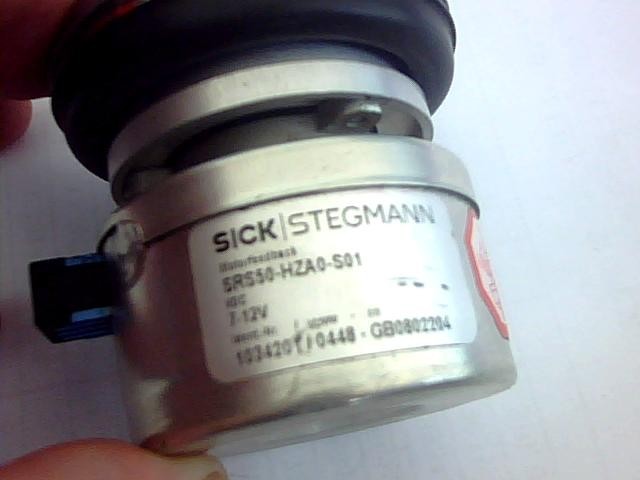 SICK|STEGMANN
Motorfeedback
SRS50-HZA0-S01
7-12V
1034201 / 0448 - GB0802204